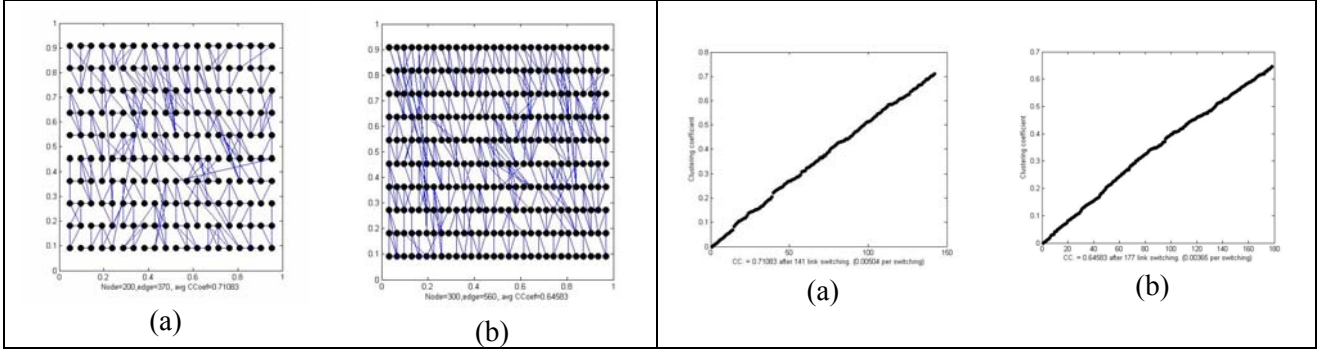 1
0.9
0.8
0.7
0.6
0.5
0.4
0.3
0.2
0.1
0
0 0.2 0.4 0.6 0.8 1
Node=200,edge=370, avg CCoef=0.71083
(a)
1
0.9
0.8
0.7
0.6
0.5
0.4
0.3
0.2
0.1
0
0 0.2 0.4 0.6 0.8 1
Node=300,edge=560, avg CCoef=0.64583
(b)
Clustering coefficient
0.8
0.7
0.6
0.5
0.4
0.3
0.2
0.1
0
0 50 100 150
CC. = 0.71083 after 141 link switching. (0.00504 per switching)
(a)
Clustering coefficient
0.7
0.6
0.5
0.4
0.3
0.2
0.1
0
0 20 40 60 80 100 120 140 160 180
CC. = 0.64583 after 177 link switching. (0.00365 per switching)
(b)